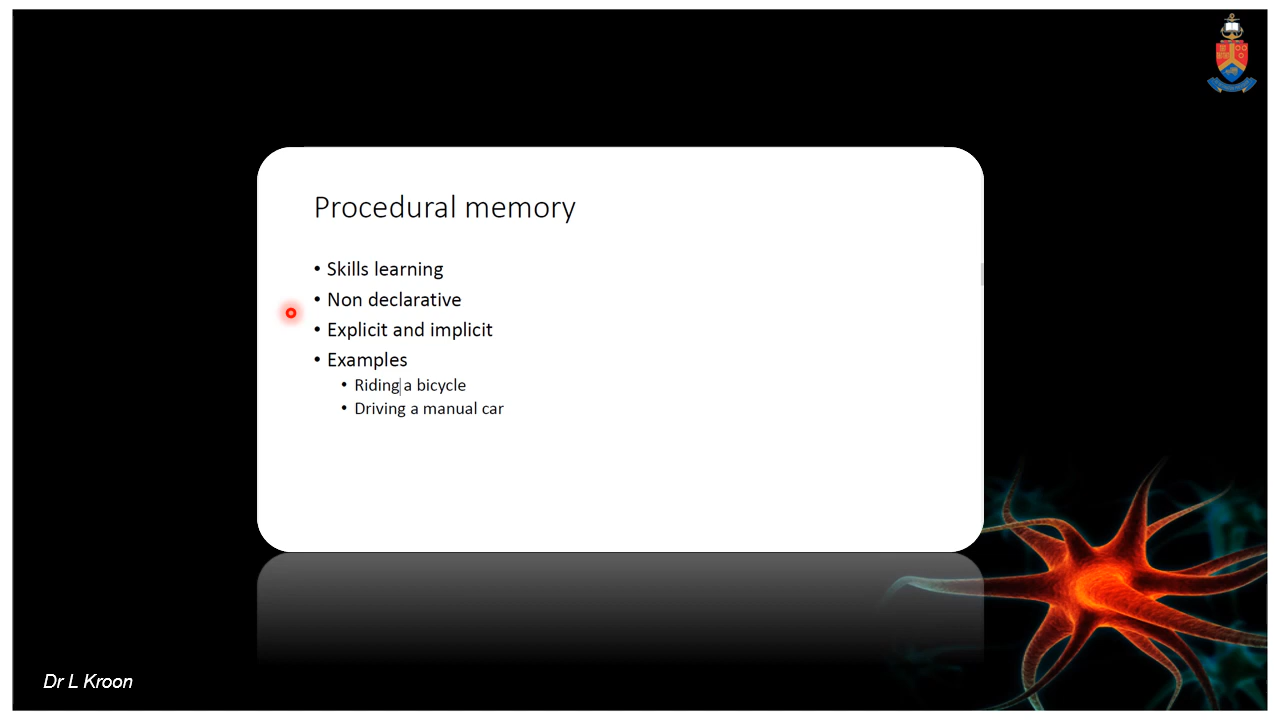 Procedural memory
• Skills learning
• Non declarative
• Explicit and implicit
• Examples
• Riding a bicycle
• Driving a manual car
Dr L Kroon